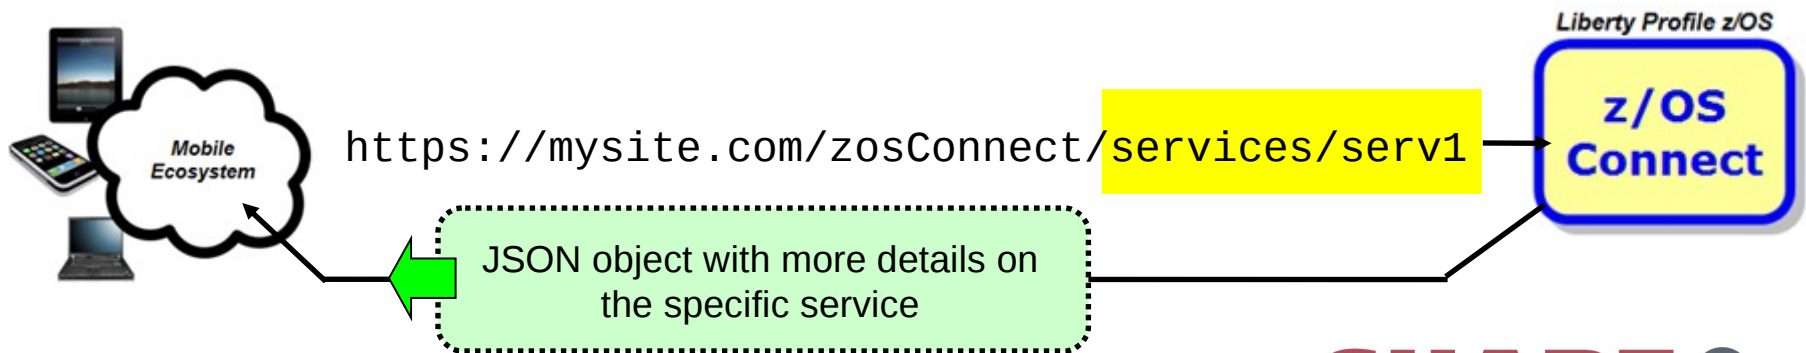 Liberty Profile z/OS
z/OS
Connect
Mobile
Ecosystem
https://mysite.com/zosConnect/services/serv1
JSON object with more details on
the specific service